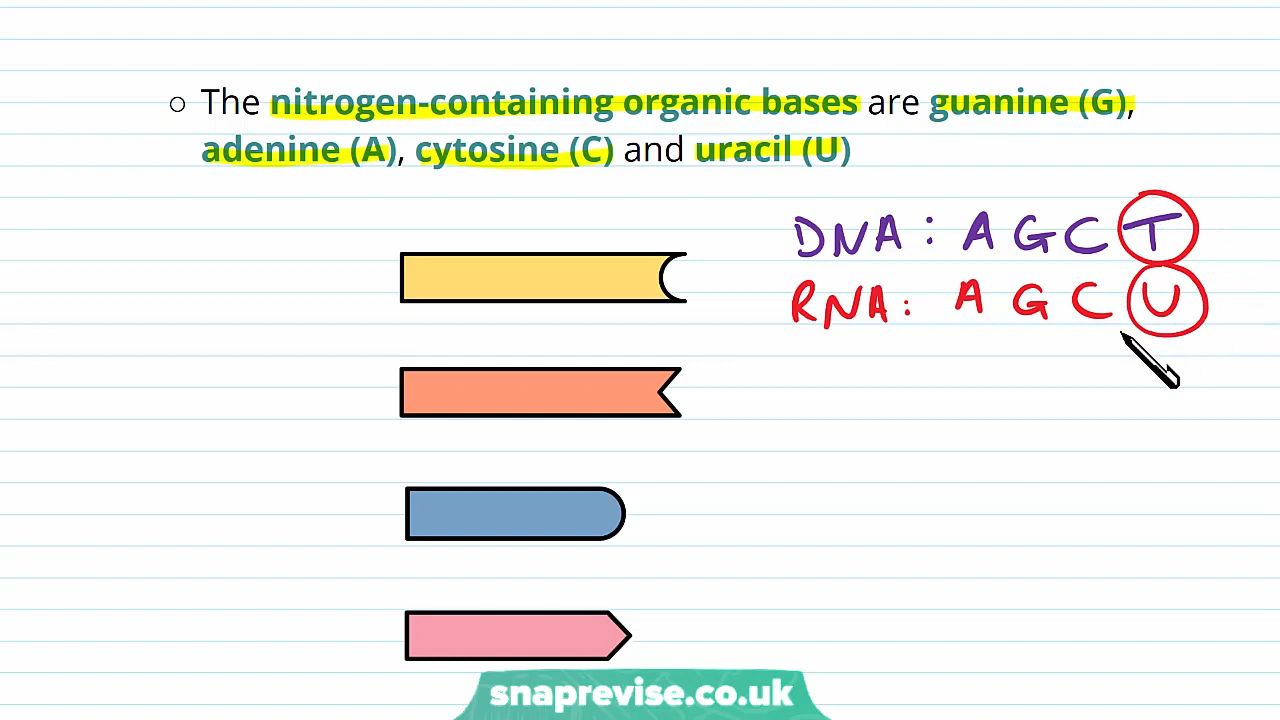 The nitrogen-containing organic bases are guanine (G),
adenine (A), cytosine (C) and uracil (U)
DNA: A G C T
RNA: A G C U
snaprevise.co.uk